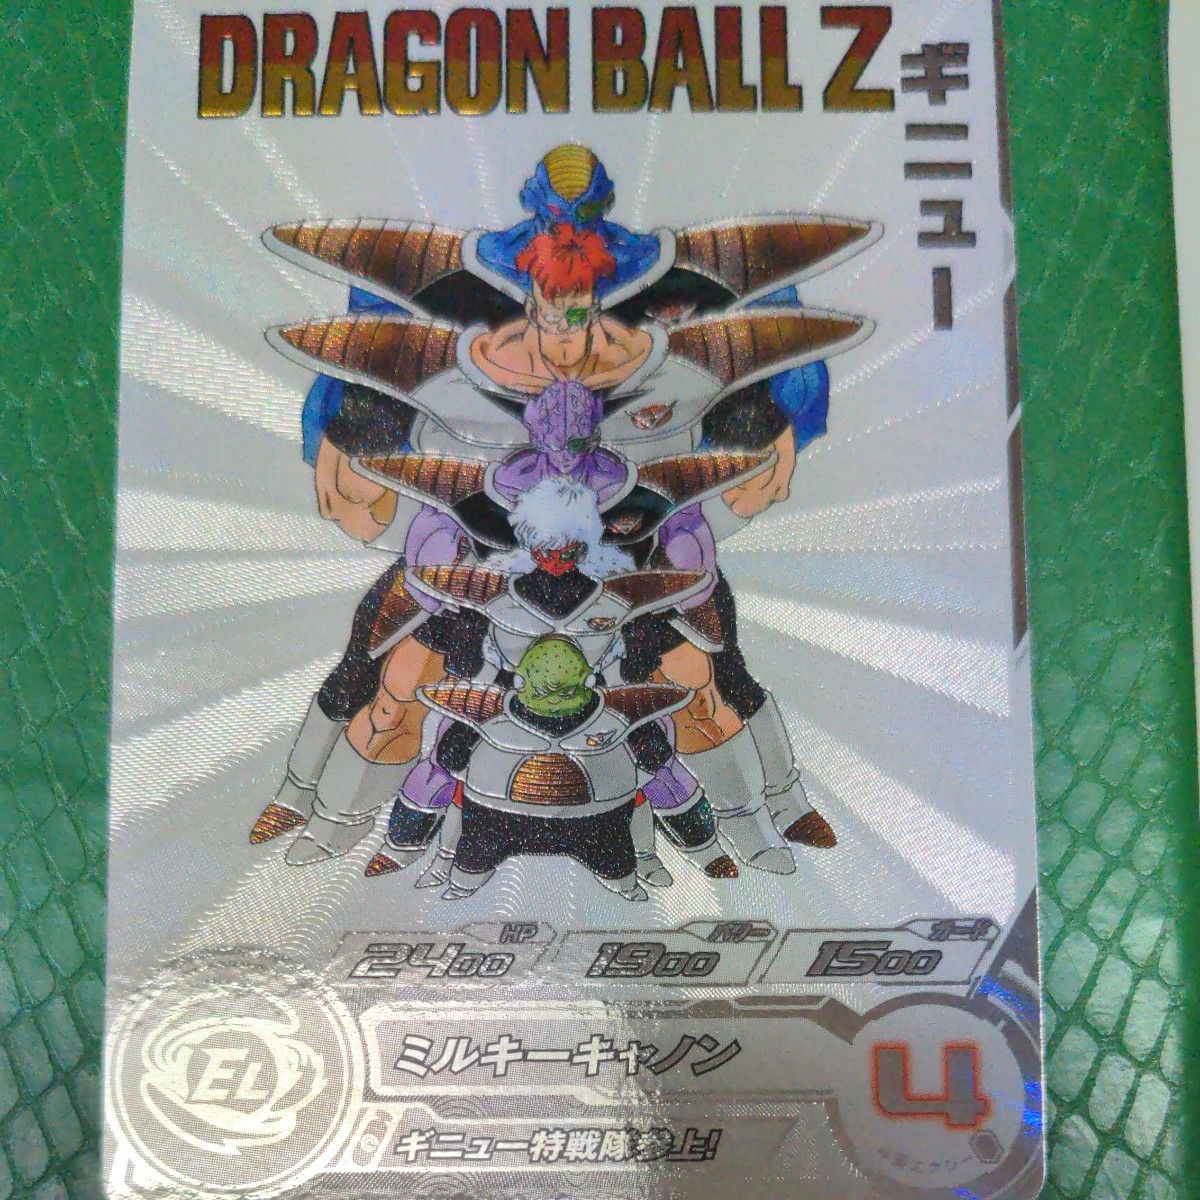 DRAGON BALL Z
ギニュー
HP
2400
パワー
1900
ガード
1500
EL
ミルキーキャノン
4
ギニュー特戦隊参上!